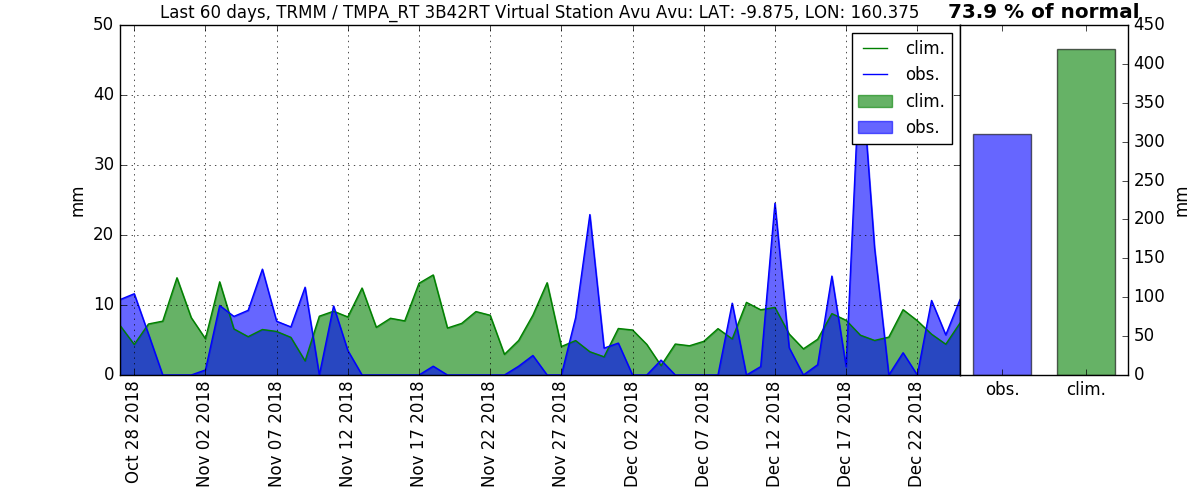 Last 60 days, TRMM / TMPA_RT 3B42RT Virtual Station Avu Avu: LAT: -9.875, LON: 160.375
73.9 % of normal
50
40
30
20
10
0
mm
clim.
obs.
clim.
obs.
450
400
350
300
250
200
150
100
50
0
mm
Oct 28 2018
Nov 02 2018
Nov 07 2018
Nov 12 2018
Nov 17 2018
Nov 22 2018
Nov 27 2018
Dec 02 2018
Dec 07 2018
Dec 12 2018
Dec 17 2018
Dec 22 2018
obs.
clim.